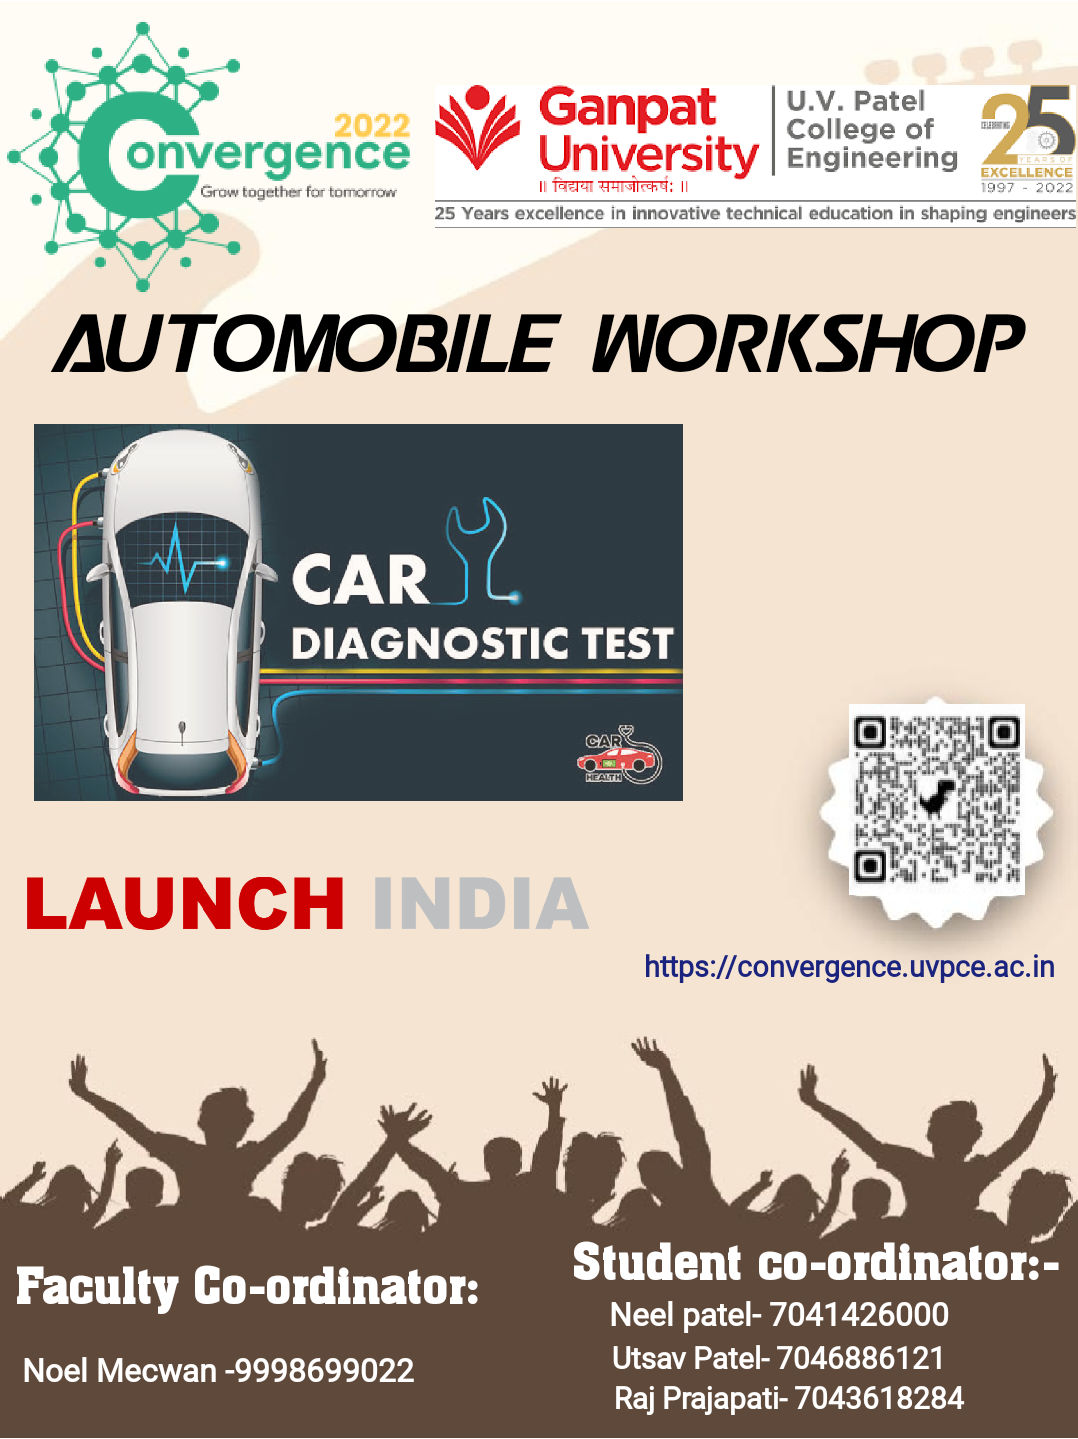 2022
Convergence
Grow together for tomorrow
Ganpat
University
॥ विद्यया समाजोत्कर्षः ॥
U.V. Patel
College of
Engineering
CELEBRATING
25
YEARS OF
EXCELLENCE
1997 - 2022
25 Years excellence in innovative technical education in shaping engineers
AUTOMOBILE WORKSHOP
CAR
DIAGNOSTIC TEST
CAR
HEALTH
LAUNCH INDIA
https://convergence.uvpce.ac.in
Faculty Co-ordinator:
Noel Mecwan -9998699022
Student co-ordinator:-
Neel patel- 7041426000
Utsav Patel- 7046886121
Raj Prajapati- 7043618284